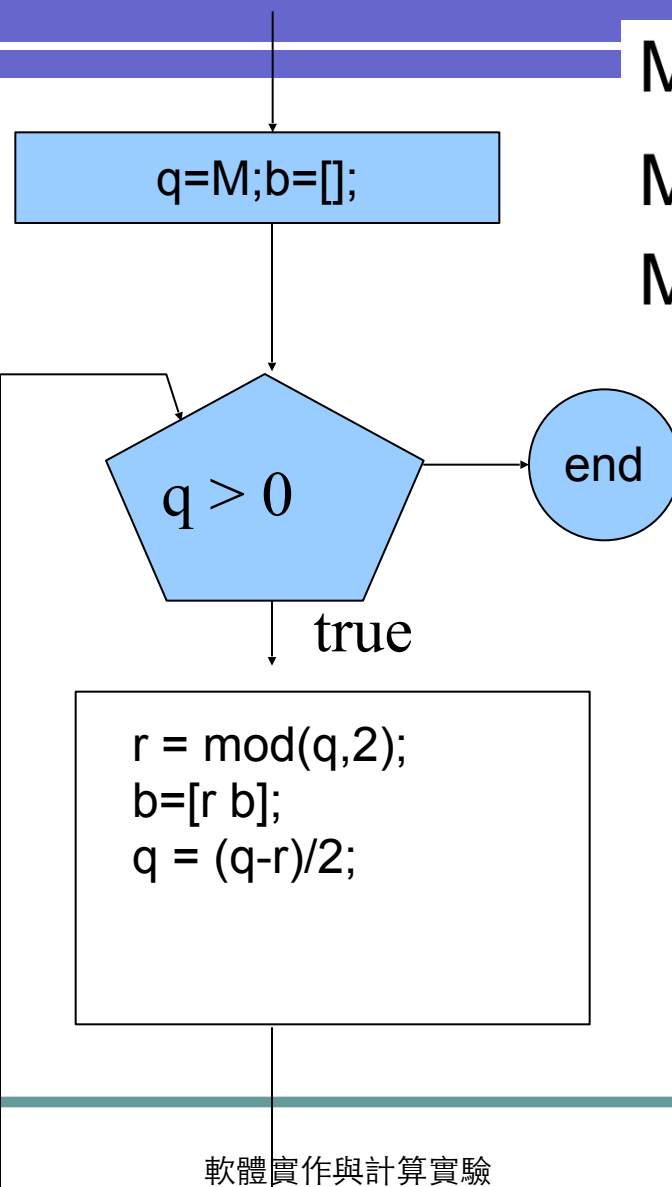 q=M;b=[];
q > 0
end
true
r = mod(q,2);
b=[r b];
q = (q-r)/2;
軟體實作與計算實驗